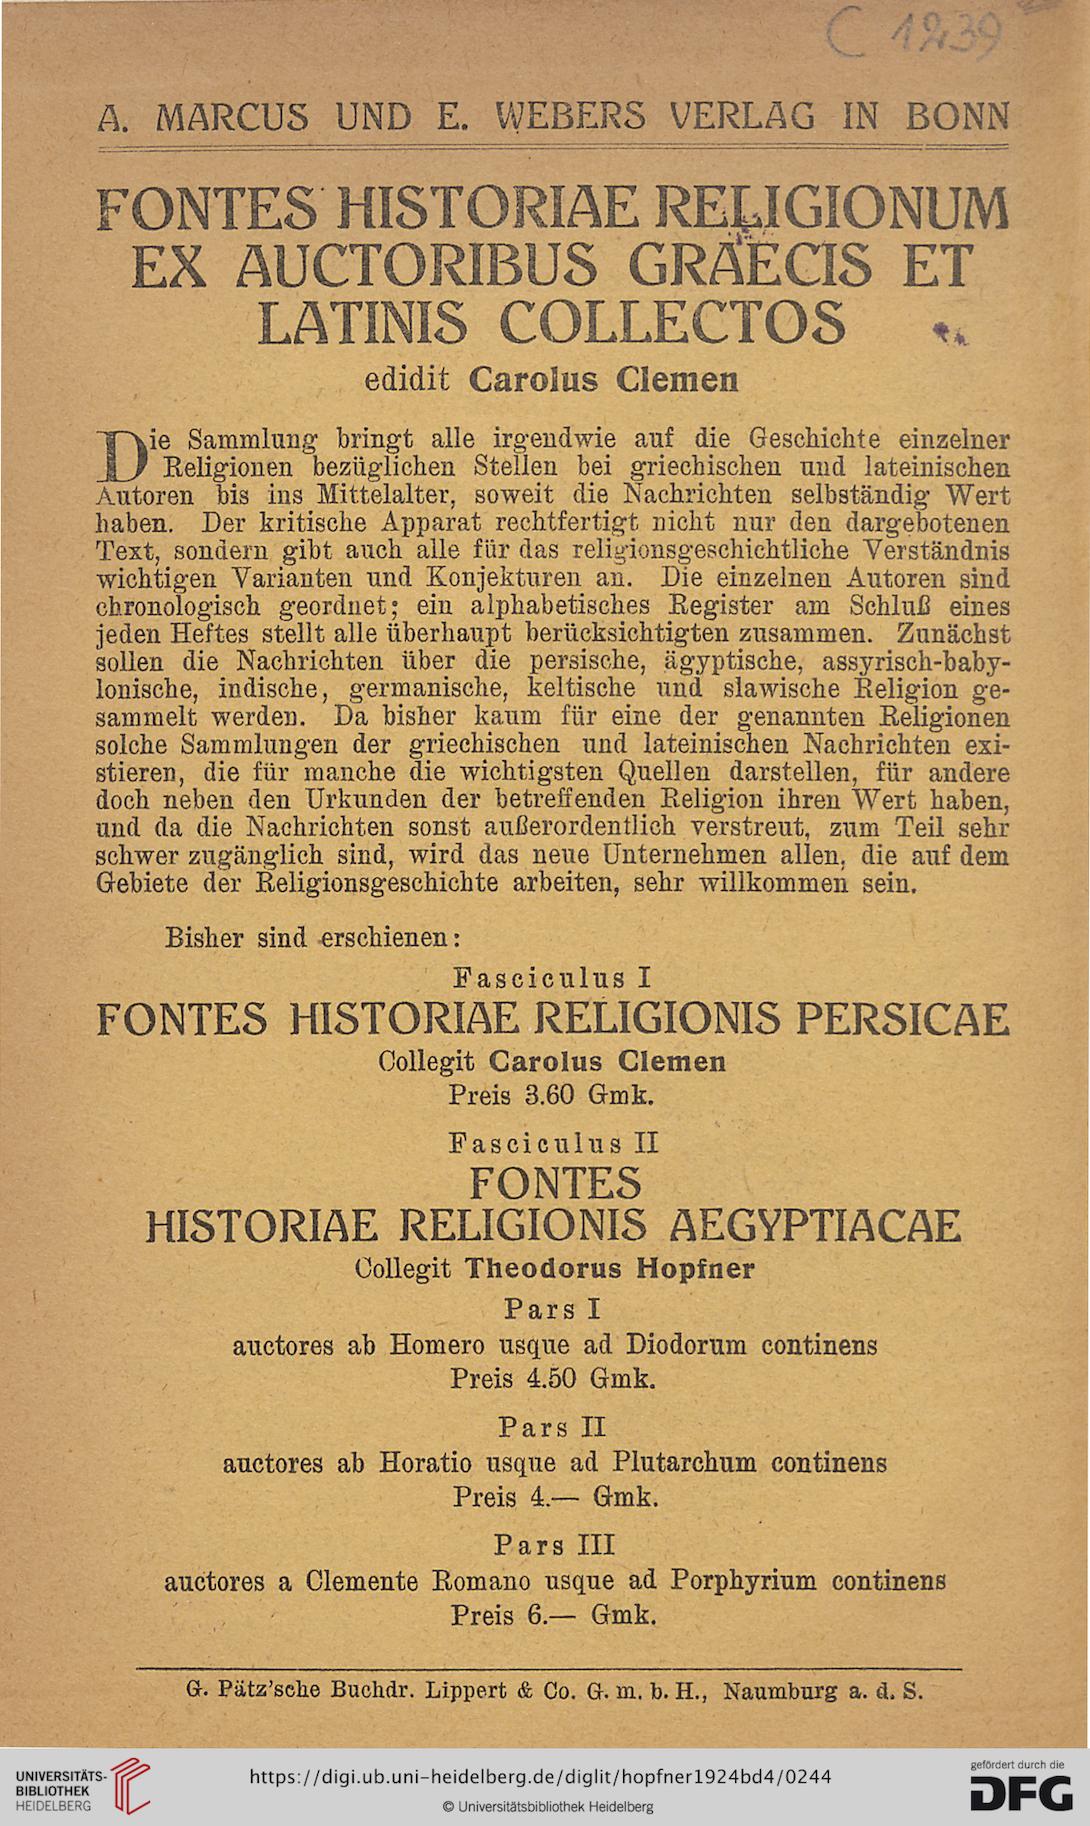 C 1239
A. MARCUS UND E. WEBERS VERLAG IN BONN
FONTES HISTORIAE RELIGIONUM
EX AUCTORIBUS GRAECIS ET
LATINIS COLLECTOS
edidit Carolus Clemen
Die Sammlung bringt alle irgendwie auf die Geschichte einzelner
Religionen bezüglichen Stellen bei griechischen und lateinischen
Autoren bis ins Mittelalter, soweit die Nachrichten selbständig Wert
haben. Der kritische Apparat rechtfertigt nicht nur den dargebotenen
Text, sondern gibt auch alle für das religionsgeschichtliche Verständnis
wichtigen Varianten und Konjekturen an. Die einzelnen Autoren sind
chronologisch geordnet; ein alphabetisches Register am Schluß eines
jeden Heftes stellt alle überhaupt berücksichtigten zusammen. Zunächst
sollen die Nachrichten über die persische, ägyptische, assyrisch-baby-
lonische, indische, germanische, keltische und slawische Religion ge-
sammelt werden. Da bisher kaum für eine der genannten Religionen
solche Sammlungen der griechischen und lateinischen Nachrichten exi-
stieren, die für manche die wichtigsten Quellen darstellen, für andere
doch neben den Urkunden der betreffenden Religion ihren Wert haben,
und da die Nachrichten sonst außerordentlich verstreut, zum Teil sehr
schwer zugänglich sind, wird das neue Unternehmen allen, die auf dem
Gebiete der Religionsgeschichte arbeiten, sehr willkommen sein.
Bisher sind erschienen:
Fasciculus I
FONTES HISTORIAE RELIGIONIS PERSICAE
Collegit Carolus Clemen
Preis 3.60 Gmk.
Fasciculus II
FONTES
HISTORIAE RELIGIONIS AEGYPTIACAE
Collegit Theodorus Hopfner
Pars I
auctores ab Homero usque ad Diodorum continens
Preis 4.50 Gmk.
Pars II
auctores ab Horatio usque ad Plutarchum continens
Preis 4.— Gmk.
Pars III
auctores a Clemente Romano usque ad Porphyrium continens
Preis 6.— Gmk.
G. Pätz'sche Buchdr. Lippert & Co. G. m. b. H., Naumburg a. d. S.
UNIVERSITÄTS-
BIBLIOTHEK
HEIDELBERG
https://digi.ub.uni-heidelberg.de/diglit/hopfner1924bd4/0244
© Universitätsbibliothek Heidelberg
gefördert durch die
DFG